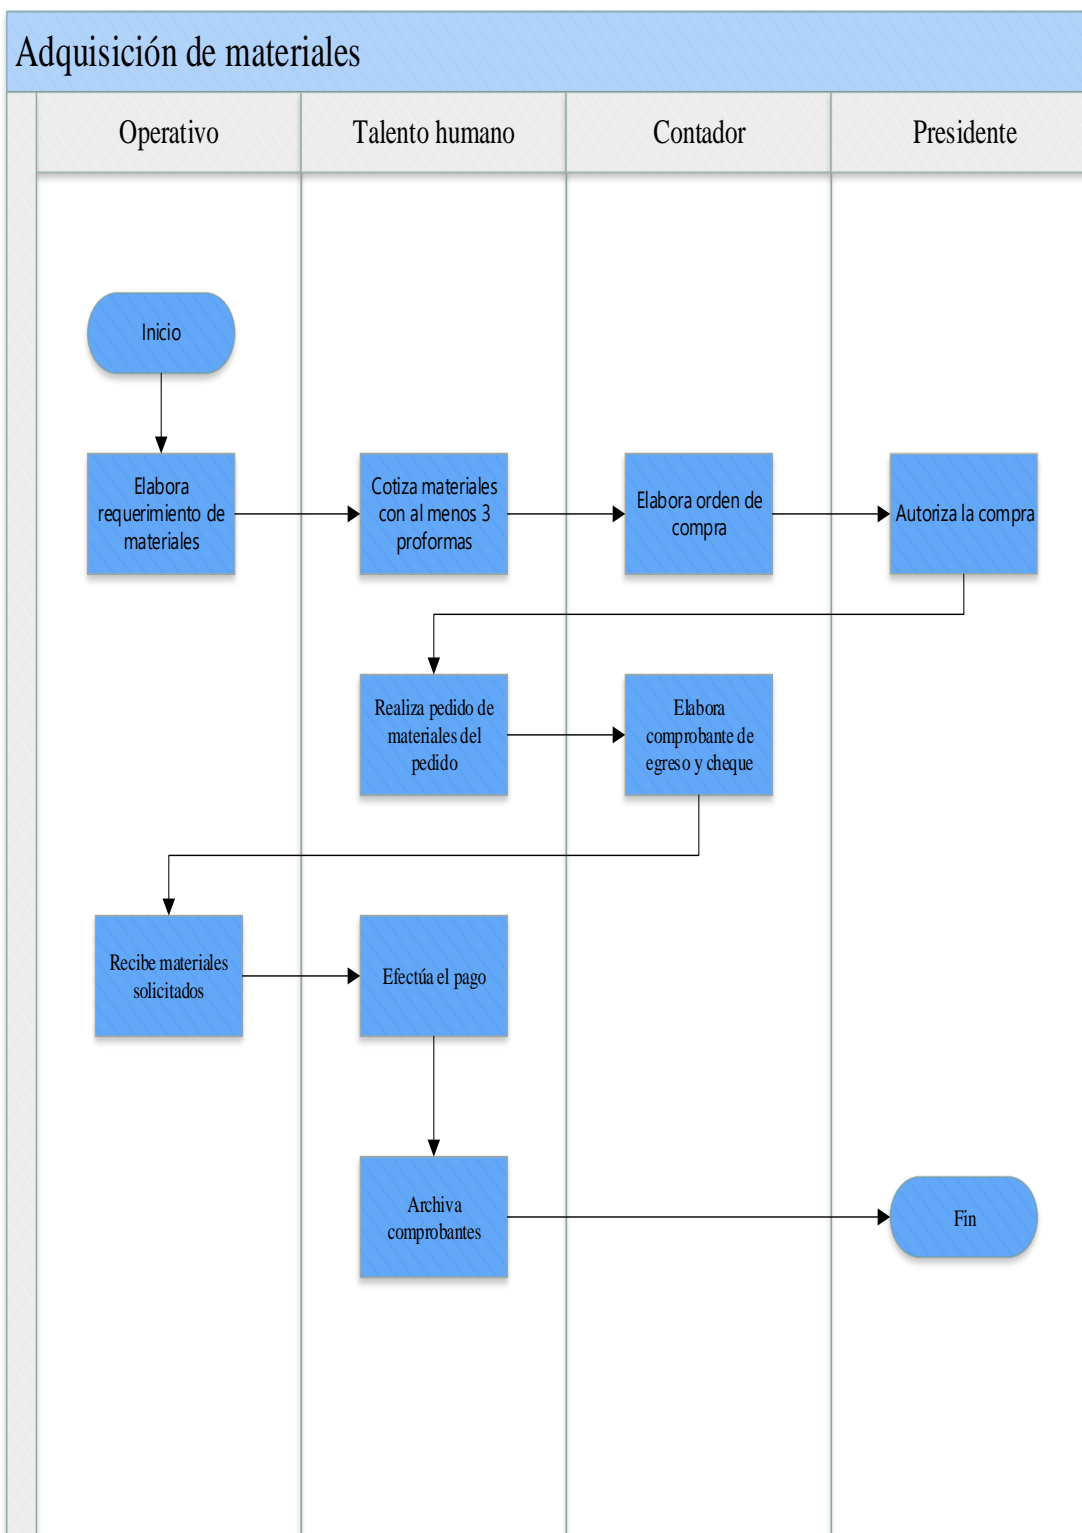 Adquisición de materiales
Operativo
Talento humano
Contador
Presidente
Inicio
Elabora
requerimiento de
materiales
Cotiza materiales
con al menos 3
proformas
Elabora orden de
compra
Autoriza la compra
Realiza pedido de
materiales del
pedido
Elabora
comprobante de
egreso y cheque
Recibe materiales
solicitados
Efectúa el pago
Archiva
comprobantes
Fin